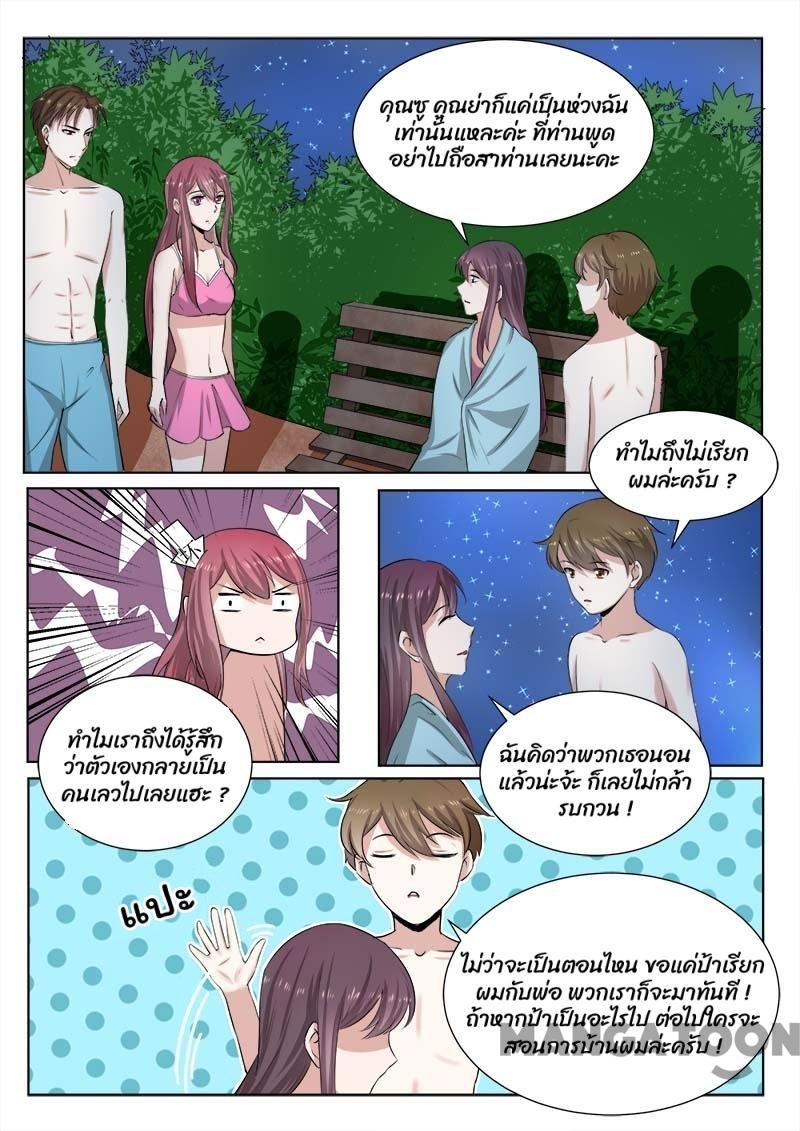 คุณซู คุณย่าก็แค่เป็นห่วงฉัน
เท่านั้นแหละค่ะ ที่ท่านพูด
อย่าไปถือสาท่านเลยนะคะ
ทำไมถึงไม่เรียก
ผมล่ะครับ ?
坏
ทำไมเราถึงได้รู้สึก
ว่าตัวเองกลายเป็น
คนเลวไปเลยแฮะ ?
ฉันคิดว่าพวกเธอนอน
แล้วน่ะจ้ะ ก็เลยไม่กล้า
รบกวน !
แปะ
ไม่ว่าจะเป็นตอนไหน ขอแค่ป้าเรียก
ผมกับพ่อ พวกเราก็จะมาทันที !
ถ้าหากป้าเป็นอะไรไป ต่อไปใครจะ
สอนการบ้านผมล่ะครับ !
MANGATOON